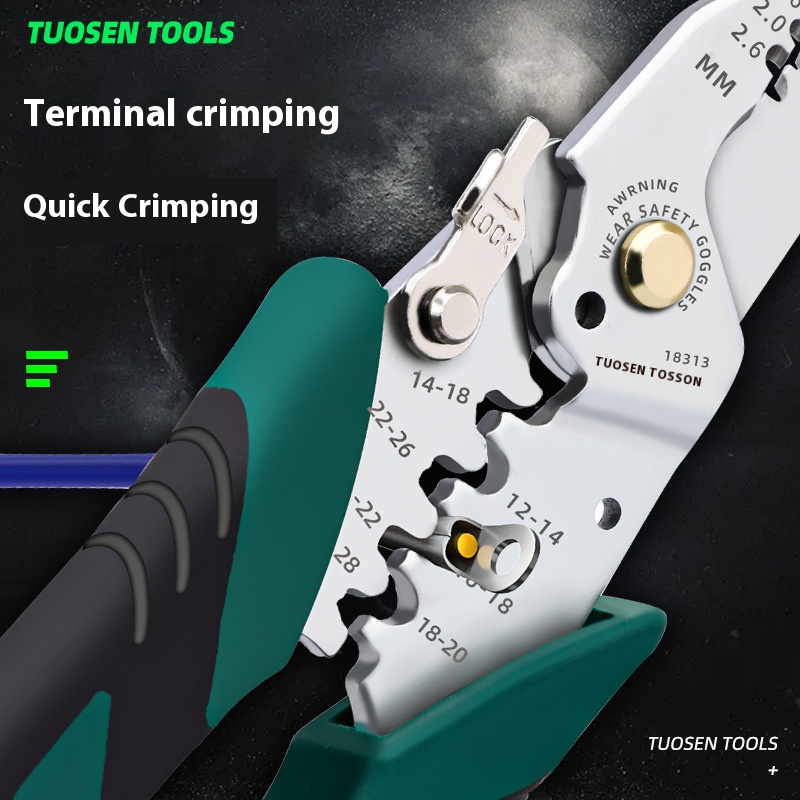 TUOSEN TOOLS
Terminal crimping
Quick Crimping
2.0
2.6
MM
AWRNING
WEAR SAFETY GOGGLES
LOCK
18313
TUOSEN TOSSON
14-18
22-26
12-14
-22
28
18
18-20
TUOSEN TOOLS
+